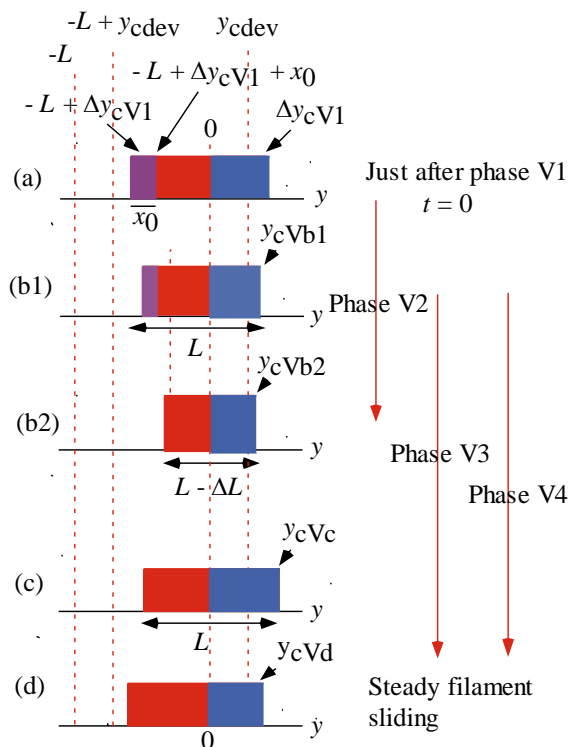 -L + y_cdev
y_cdev
-L
- L + Δy_cV1 + x_0
- L + Δy_cV1
Δy_cV1
0
(a)
Just after phase V1
t = 0
x_0
y
y_cVb1
(b1)
Phase V2
y
L
y_cVb2
(b2)
y
Phase V3
L - ΔL
Phase V4
y_cVc
(c)
y
L
y_cVd
(d)
Steady filament
sliding
y
0